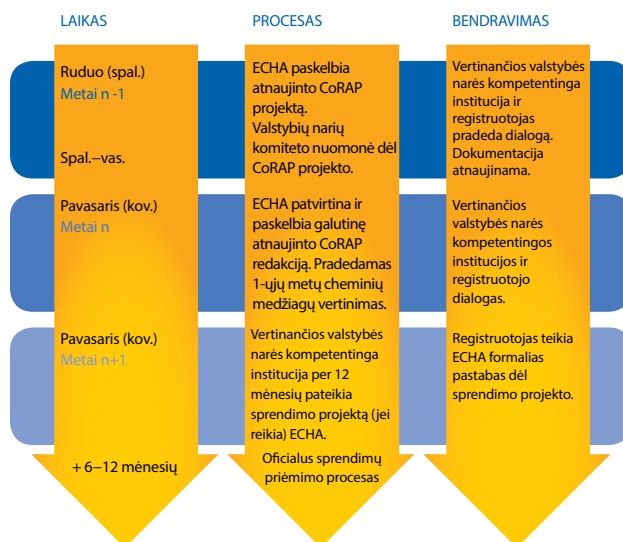 LAIKAS
PROCESAS
BENDRAVIMAS
Ruduo (spal.)
Metai n -1
Spal.–vas.
ECHA paskelbia
atnaujinto CoRAP
projektą.
Valstybių narių
komiteto nuomonė dėl
CoRAP projekto.
Vertinančios valstybės
narės kompetentinga
institucija ir
registruotojas
pradeda dialogą.
Dokumentacija
atnaujinama.
Pavasaris (kov.)
Metai n
ECHA patvirtina ir
paskelbia galutinę
atnaujinto CoRAP
redakciją. Pradedamas
1-ųjų metų cheminių
medžiagų vertinimas.
Vertinančios
valstybės narės
kompetentingos
institucijos ir
registruotojo
dialogas.
Pavasaris (kov.)
Metai n+1
Vertinančios valstybės
narės kompetentinga
institucija per 12
mėnesių pateikia
sprendimo projektą (jei
reikia) ECHA.
Registruotojas teikia
ECHA formalias
pastabas dėl
sprendimo projekto.
+ 6–12 mėnesių
Oficialus sprendimų
priėmimo procesas